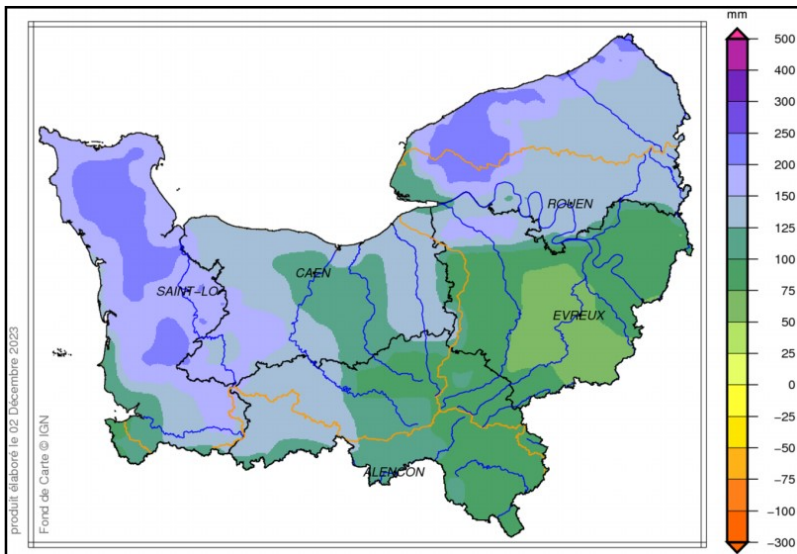 mm
500
400
300
250
200
150
125
100
75
50
25
0
-25
-50
-75
-100
-300
ROUEN
CAEN
SAINT-LO
EVREUX
ALENCON
produit élaboré le 02 Décembre 2023
Fond de Carte © IGN